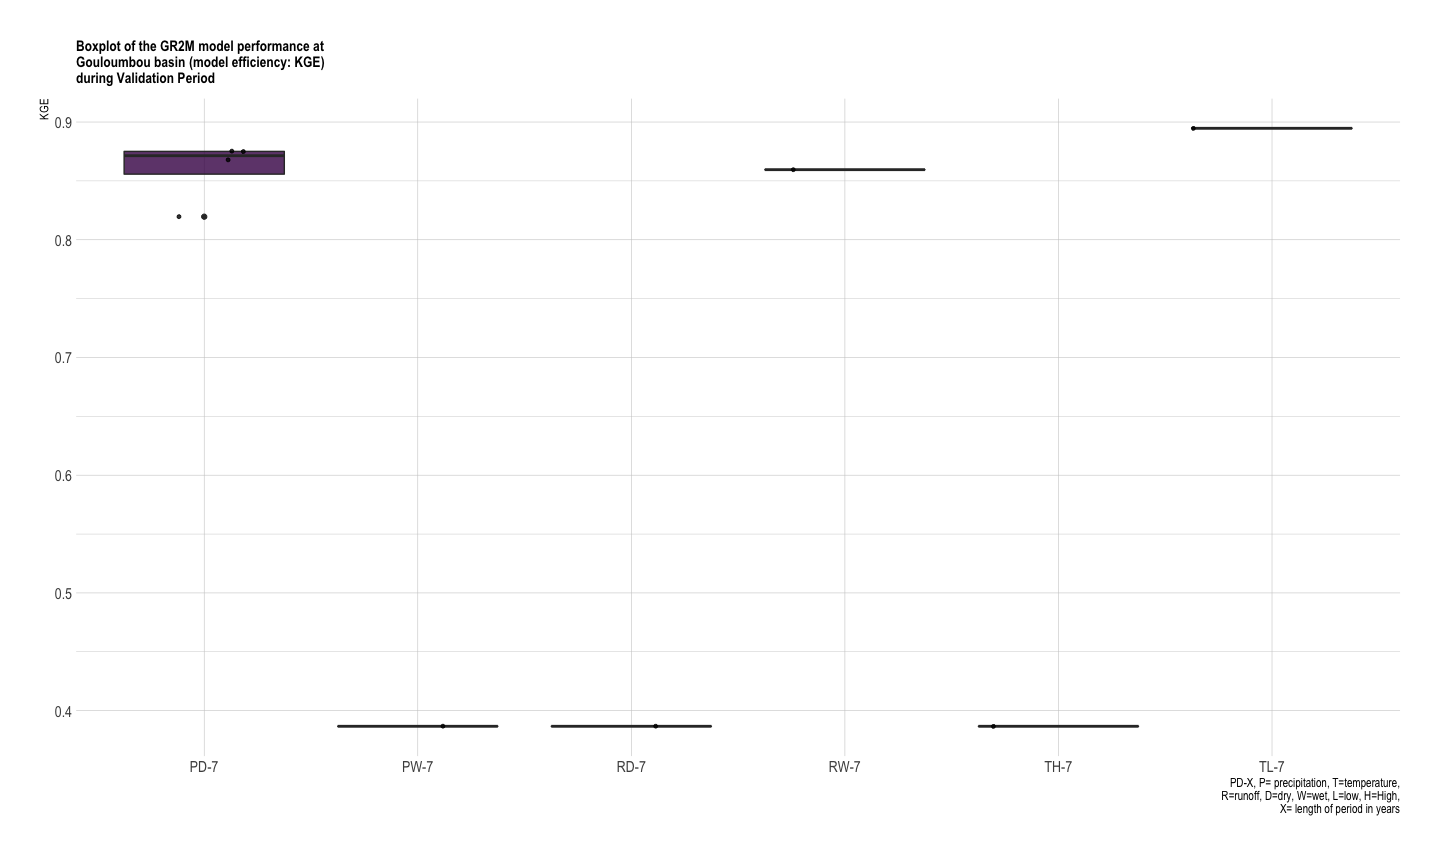 Boxplot of the GR2M model performance at
Gouloumbou basin (model efficiency: KGE)
during Validation Period
KGE
0.9
0.8
0.7
0.6
0.5
0.4
PD-7 PW-7 RD-7 RW-7 TH-7 TL-7
PD-X, P= precipitation, T=temperature,
R=runoff, D=dry, W=wet, L=low, H=High,
X= length of period in years